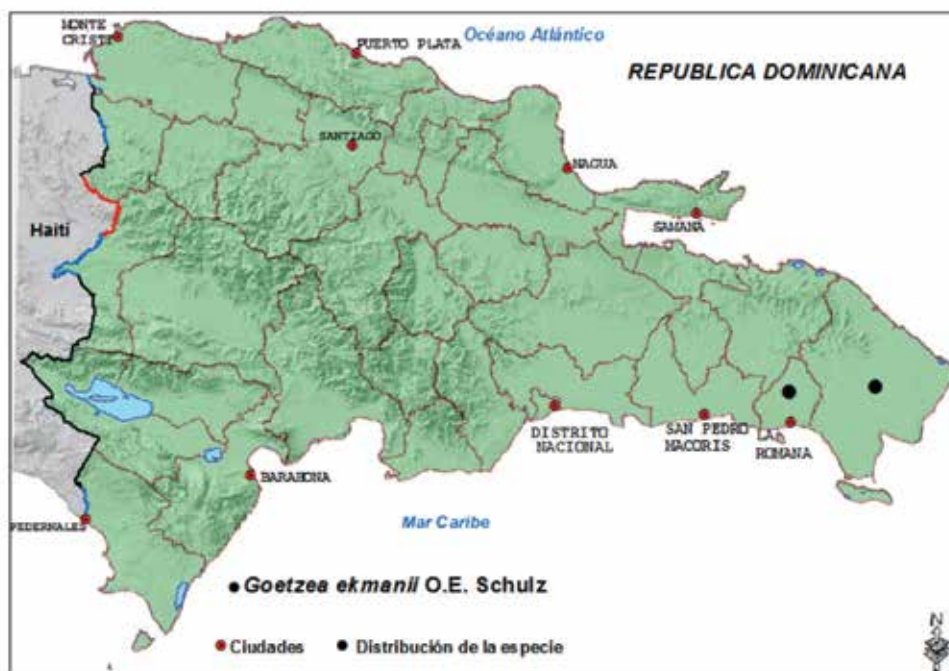 MONTE
CRISTI
PUERTO PLATA
Océano Atlántico
REPUBLICA DOMINICANA
SANTIAGO
NAGUA
SAMANA
Haití
DISTRITO
NACIONAL
SAN PEDRO
MACORIS
LA
ROMANA
BARAHONA
PEDERNALES
Mar Caribe
Goetzea ekmanii O.E. Schulz
Ciudades
Distribución de la especie
N